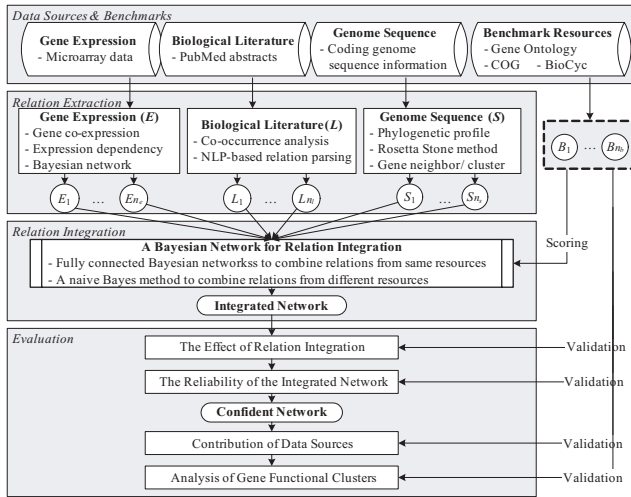 Data Sources & Benchmarks
Gene Expression
- Microarray data
Biological Literature
- PubMed abstracts
Genome Sequence
- Coding genome
sequence information
Benchmark Resources
- Gene Ontology
- COG - BioCyc
Relation Extraction
Gene Expression (E)
- Gene co-expression
- Expression dependency
- Bayesian network
Biological Literature (L)
- Co-occurrence analysis
- NLP-based relation parsing
Genome Sequence (S)
- Phylogenetic profile
- Rosetta Stone method
- Gene neighbor/ cluster
B1 … Bnb
E1 … Ene
L1 … Lnl
S1 … Sns
Relation Integration
Scoring
A Bayesian Network for Relation Integration
- Fully connected Bayesian networkss to combine relations from same resources
- A naive Bayes method to combine relations from different resources
Integrated Network
Evaluation
The Effect of Relation Integration
Validation
The Reliability of the Integrated Network
Validation
Confident Network
Contribution of Data Sources
Validation
Analysis of Gene Functional Clusters
Validation